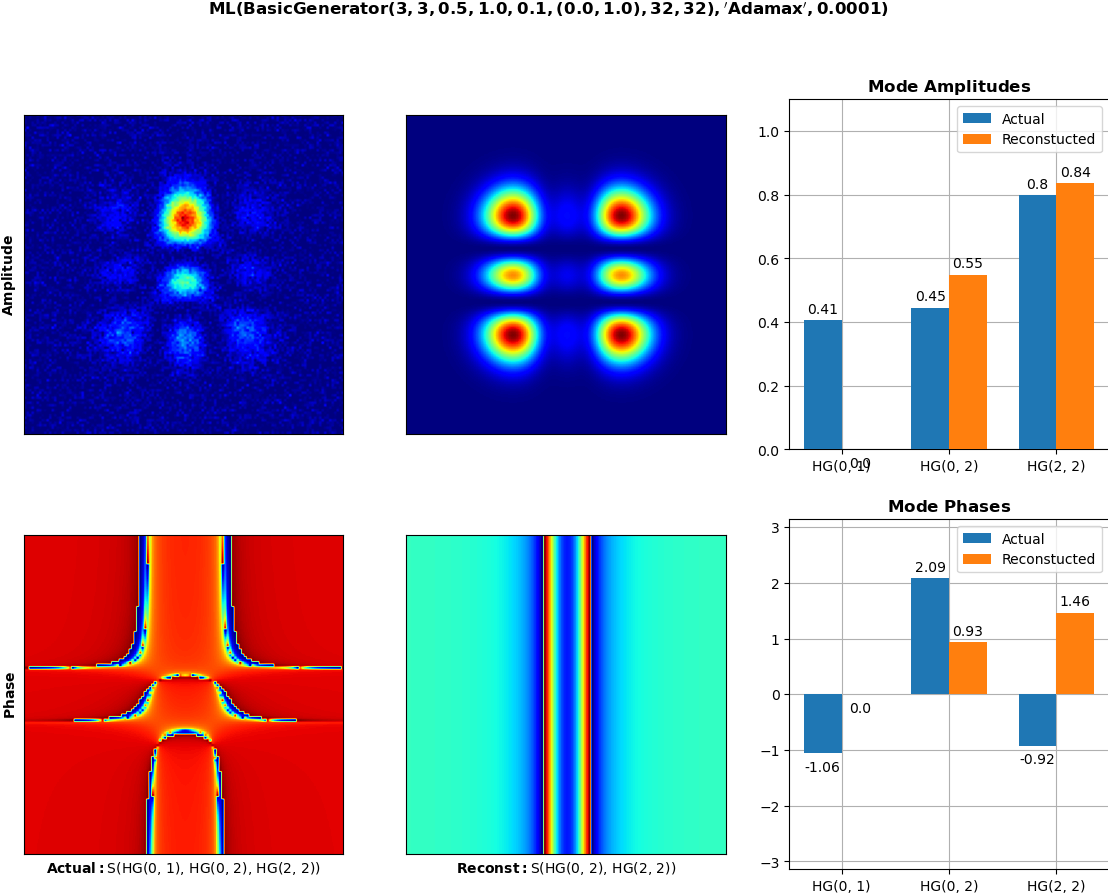 ML(BasicGenerator(3, 3, 0.5, 1.0, 0.1, (0.0, 1.0), 32, 32), ′Adamax′, 0.0001)
Amplitude
Mode Amplitudes
Actual
Reconstucted
1.0
0.8
0.6
0.4
0.2
0.0
0.41
0.0
0.45
0.55
0.8
0.84
HG(0, 1)
HG(0, 2)
HG(2, 2)
Phase
Actual: S(HG(0, 1), HG(0, 2), HG(2, 2))
Reconst: S(HG(0, 2), HG(2, 2))
Mode Phases
Actual
Reconstucted
3
2
1
0
−1
−2
−3
-1.06
0.0
2.09
0.93
-0.92
1.46
HG(0, 1)
HG(0, 2)
HG(2, 2)